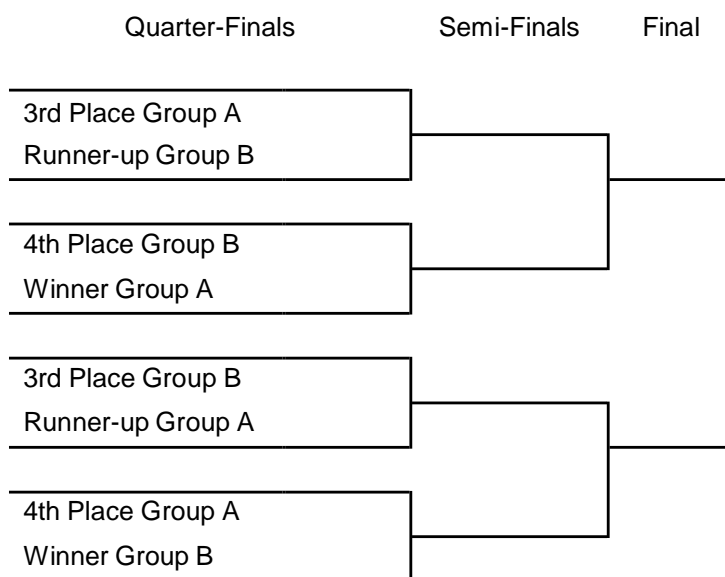 Quarter-Finals Semi-Finals Final
3rd Place Group A
Runner-up Group B
4th Place Group B
Winner Group A
3rd Place Group B
Runner-up Group A
4th Place Group A
Winner Group B